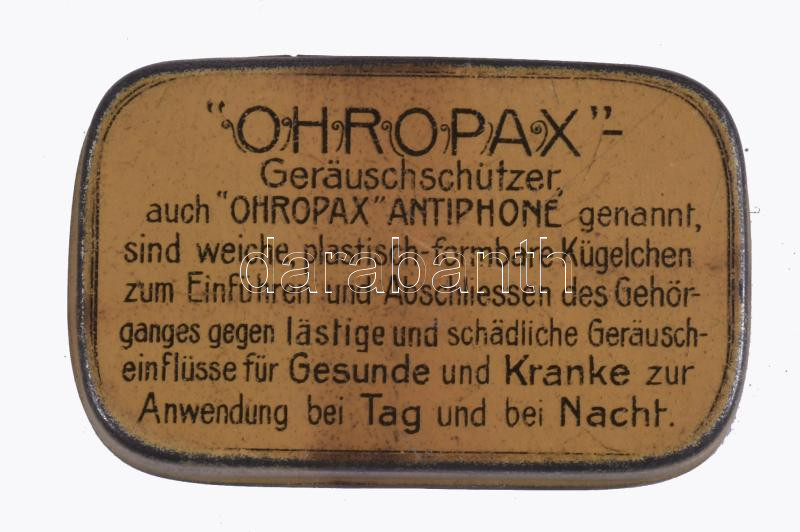 "OHROPAX"-
Geräuschschützer,
auch "OHROPAX" ANTIPHONE genannt,
sind weiche, plastisch-formbare Kügelchen
darabanth
zum Einführen und Abschliessen des Gehör-
ganges gegen lästige und schädliche Geräusch-
einflüsse für Gesunde und Kranke zur
Anwendung bei Tag und bei Nacht.